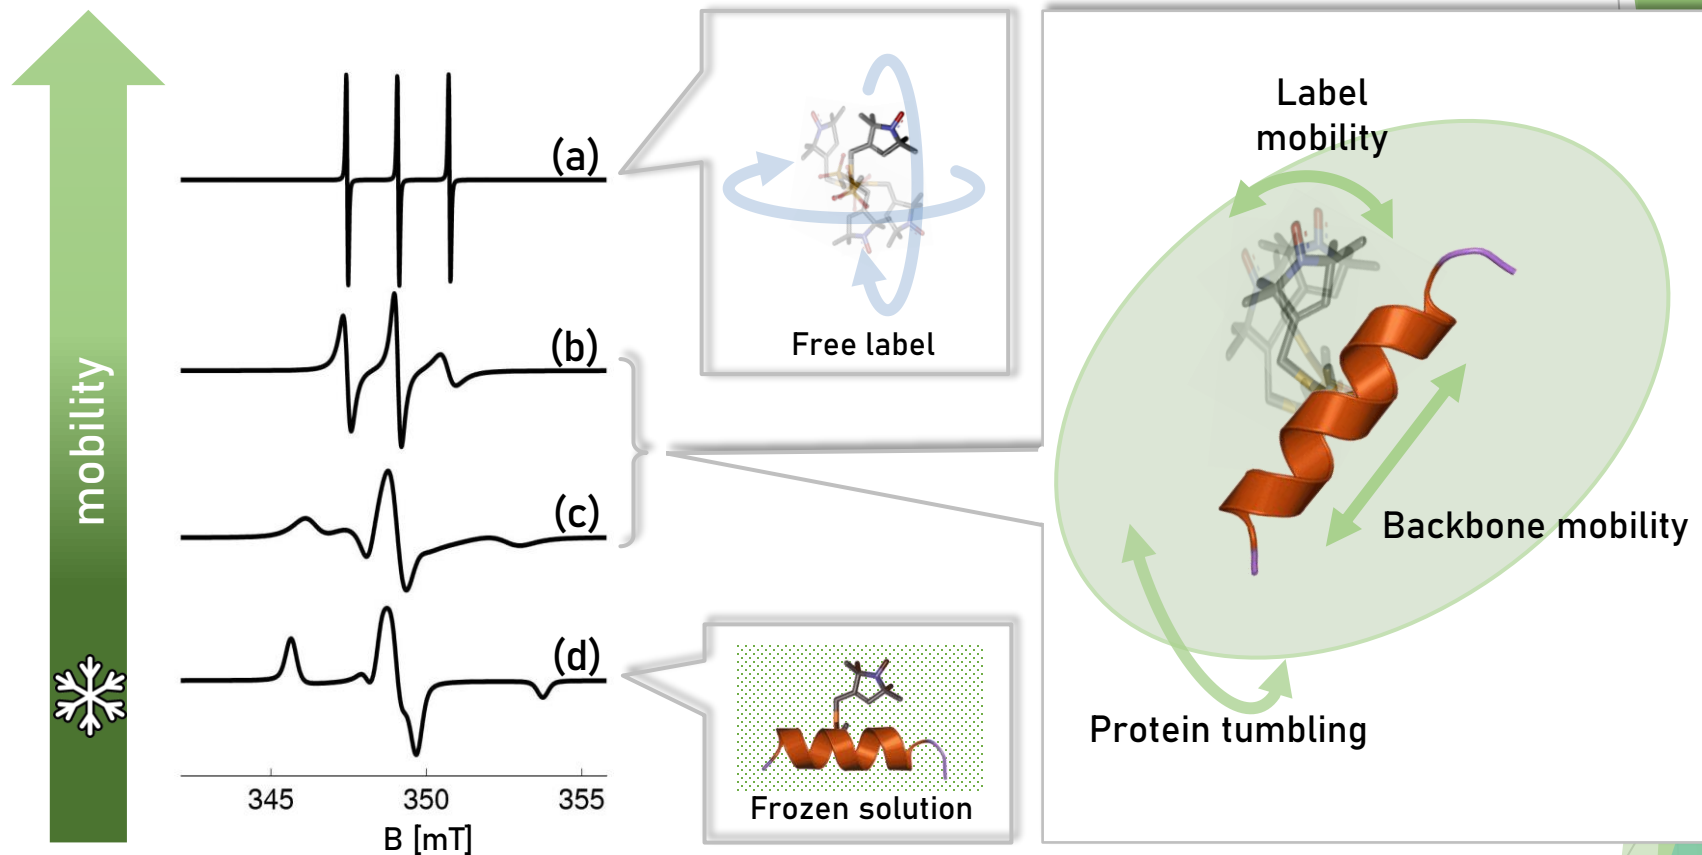 mobility
(a)
(b)
(c)
(d)
345
350
355
B [mT]
Free label
Frozen solution
Label
mobility
Backbone mobility
Protein tumbling